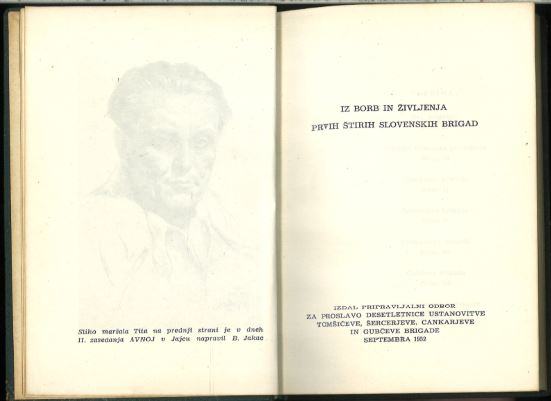 Sliko maršala Tita na prednji strani je v dneh
II. zasedanja AVNOJ v Jajcu napravil B. Jakac
IZ BORB IN ŽIVLJENJA
PRVIH ŠTIRIH SLOVENSKIH BRIGAD
IZDAL PRIPRAVLJALNI ODBOR
ZA PROSLAVO DESETLETNICE USTANOVITVE
TOMŠIČEVE, ŠERCERJEVE, CANKARJEVE
IN GUBČEVE BRIGADE
SEPTEMBRA 1952